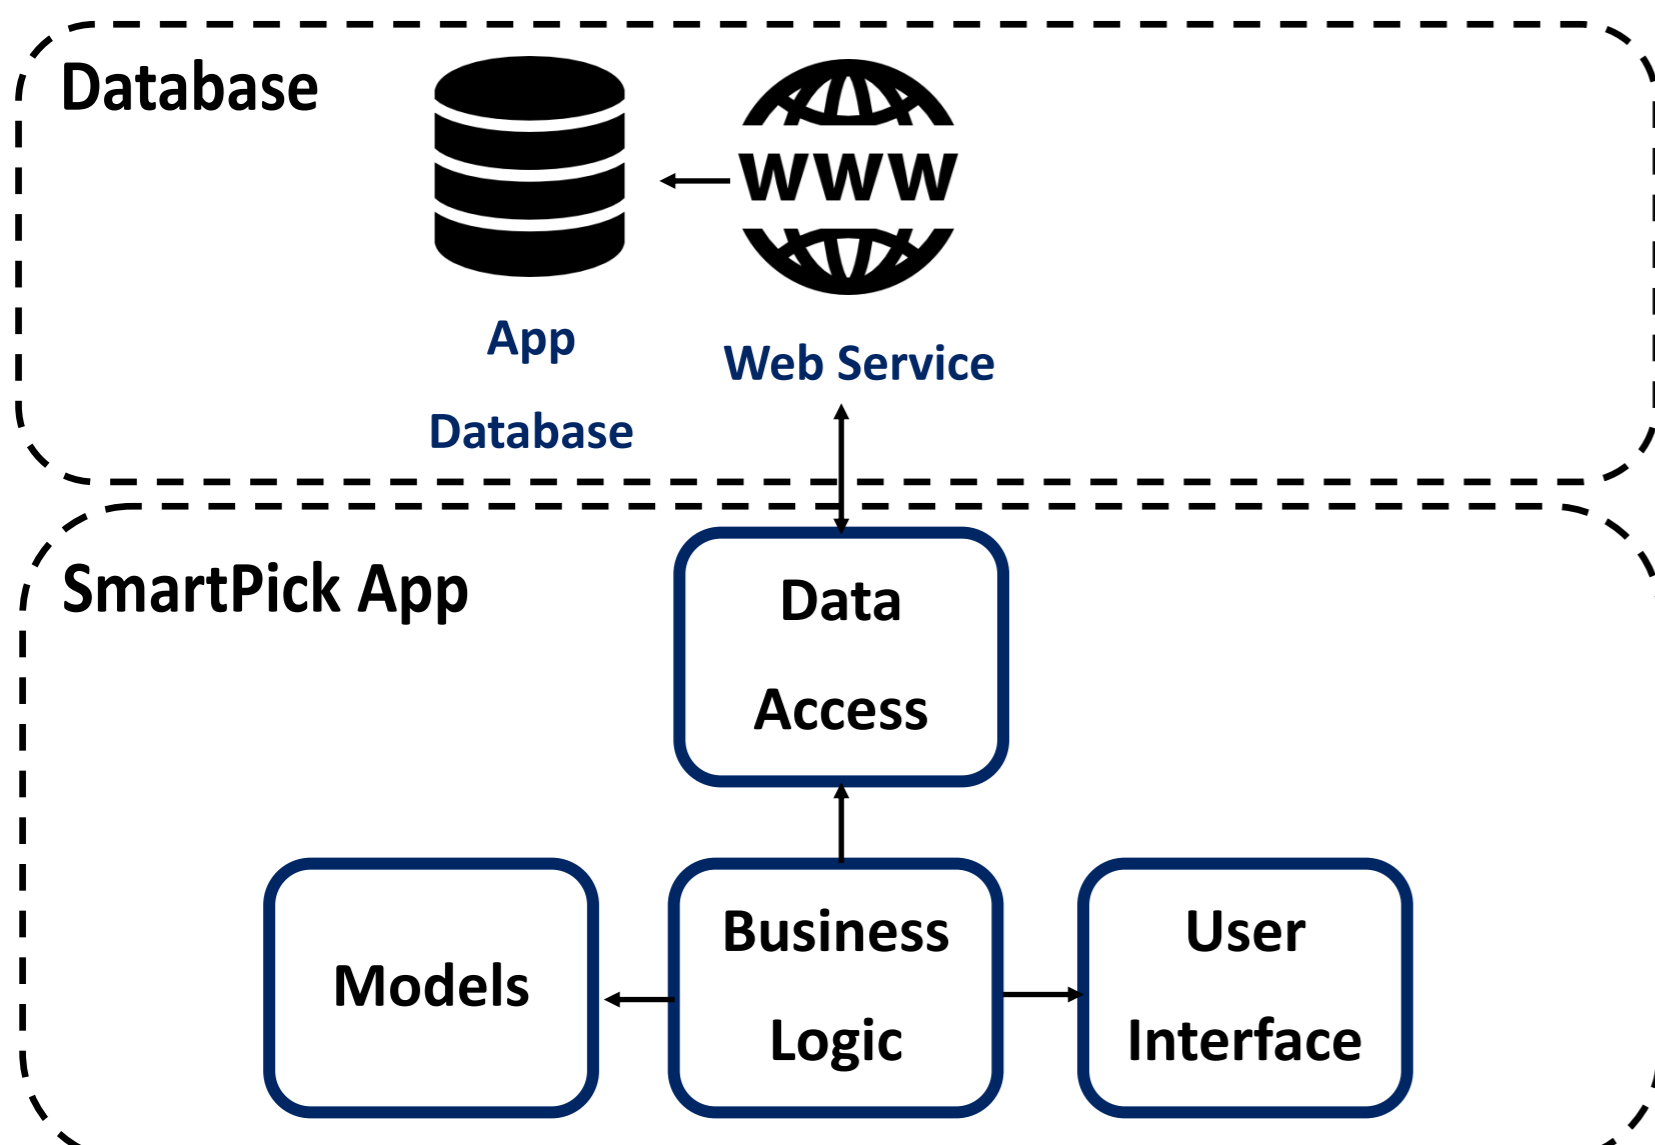 Database
WWW
App
Database
Web Service
SmartPick App
Data
Access
Models
Business
Logic
User
Interface